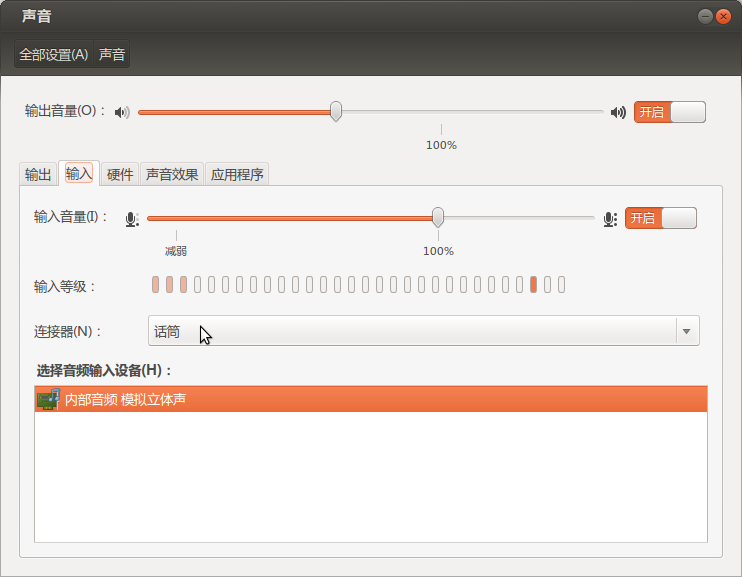 声音
全部设置(A) 声音
输出音量(O)： 开启
100%
输出 输入 硬件 声音效果 应用程序
输入音量(I)： 开启
减弱 100%
输入等级：
连接器(N)： 话筒
选择音频输入设备(H)：
内部音频 模拟立体声